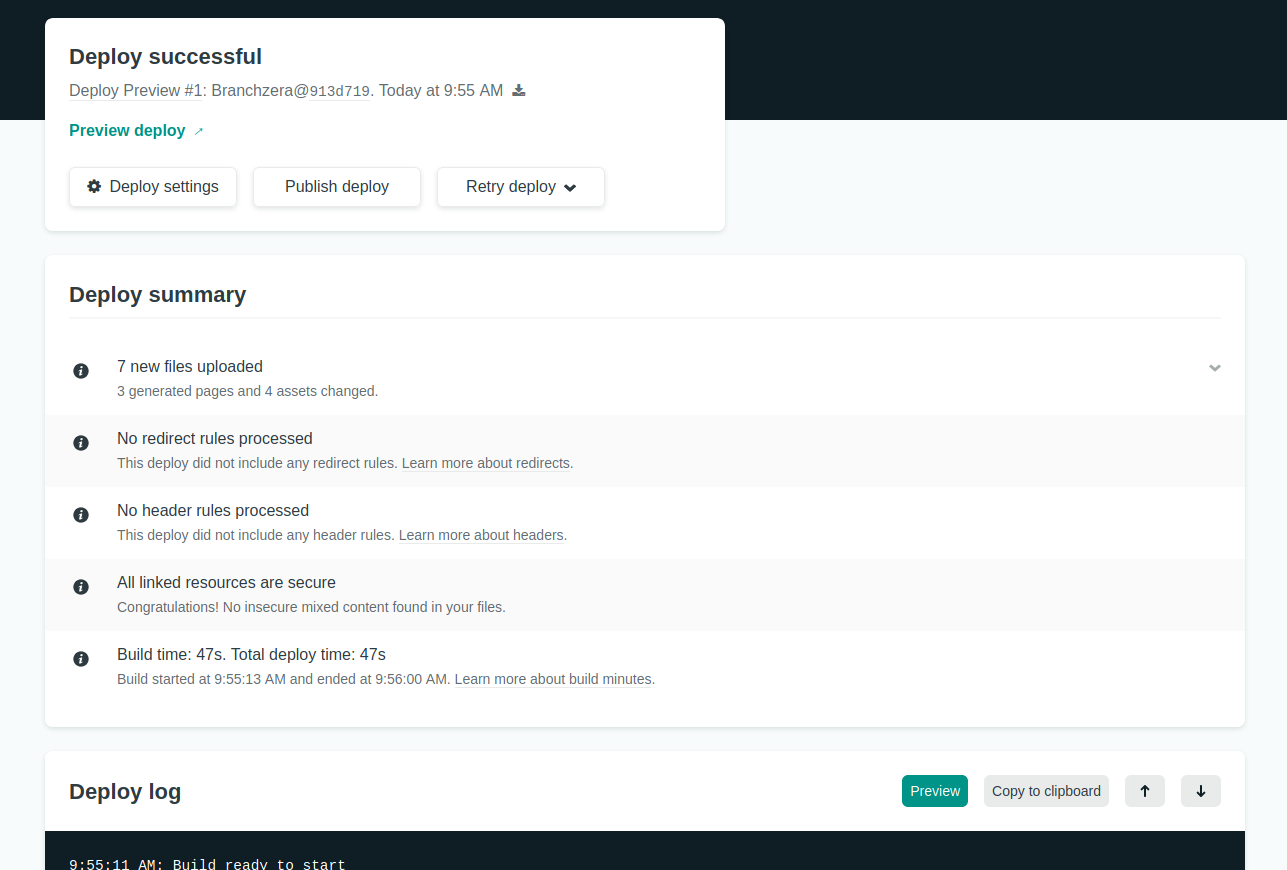 Deploy successful
Deploy Preview #1: Branchzera@913d719. Today at 9:55 AM
Preview deploy
Deploy settings
Publish deploy
Retry deploy
Deploy summary
7 new files uploaded
3 generated pages and 4 assets changed.
No redirect rules processed
This deploy did not include any redirect rules. Learn more about redirects.
No header rules processed
This deploy did not include any header rules. Learn more about headers.
All linked resources are secure
Congratulations! No insecure mixed content found in your files.
Build time: 47s. Total deploy time: 47s
Build started at 9:55:13 AM and ended at 9:56:00 AM. Learn more about build minutes.
Deploy log
Preview
Copy to clipboard
9:55:11 AM: Build ready to start